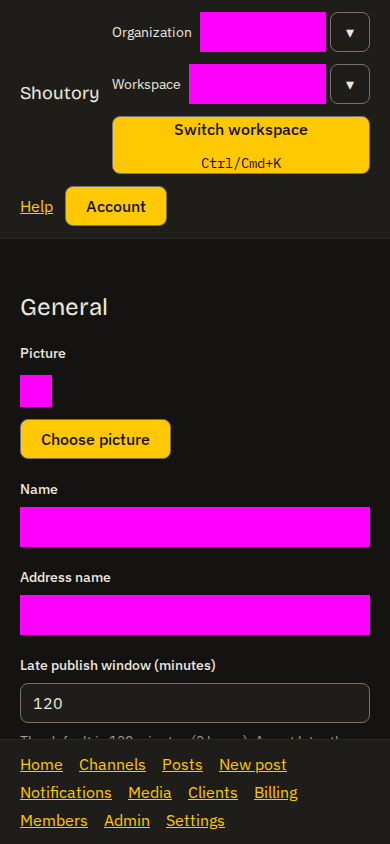 Organization ▼
Workspace ▼
Shoutory
Switch workspace
Ctrl/Cmd+K
Help Account
General
Picture
Choose picture
Name
Address name
Late publish window (minutes)
120
Home Channels Posts New post
Notifications Media Clients Billing
Members Admin Settings